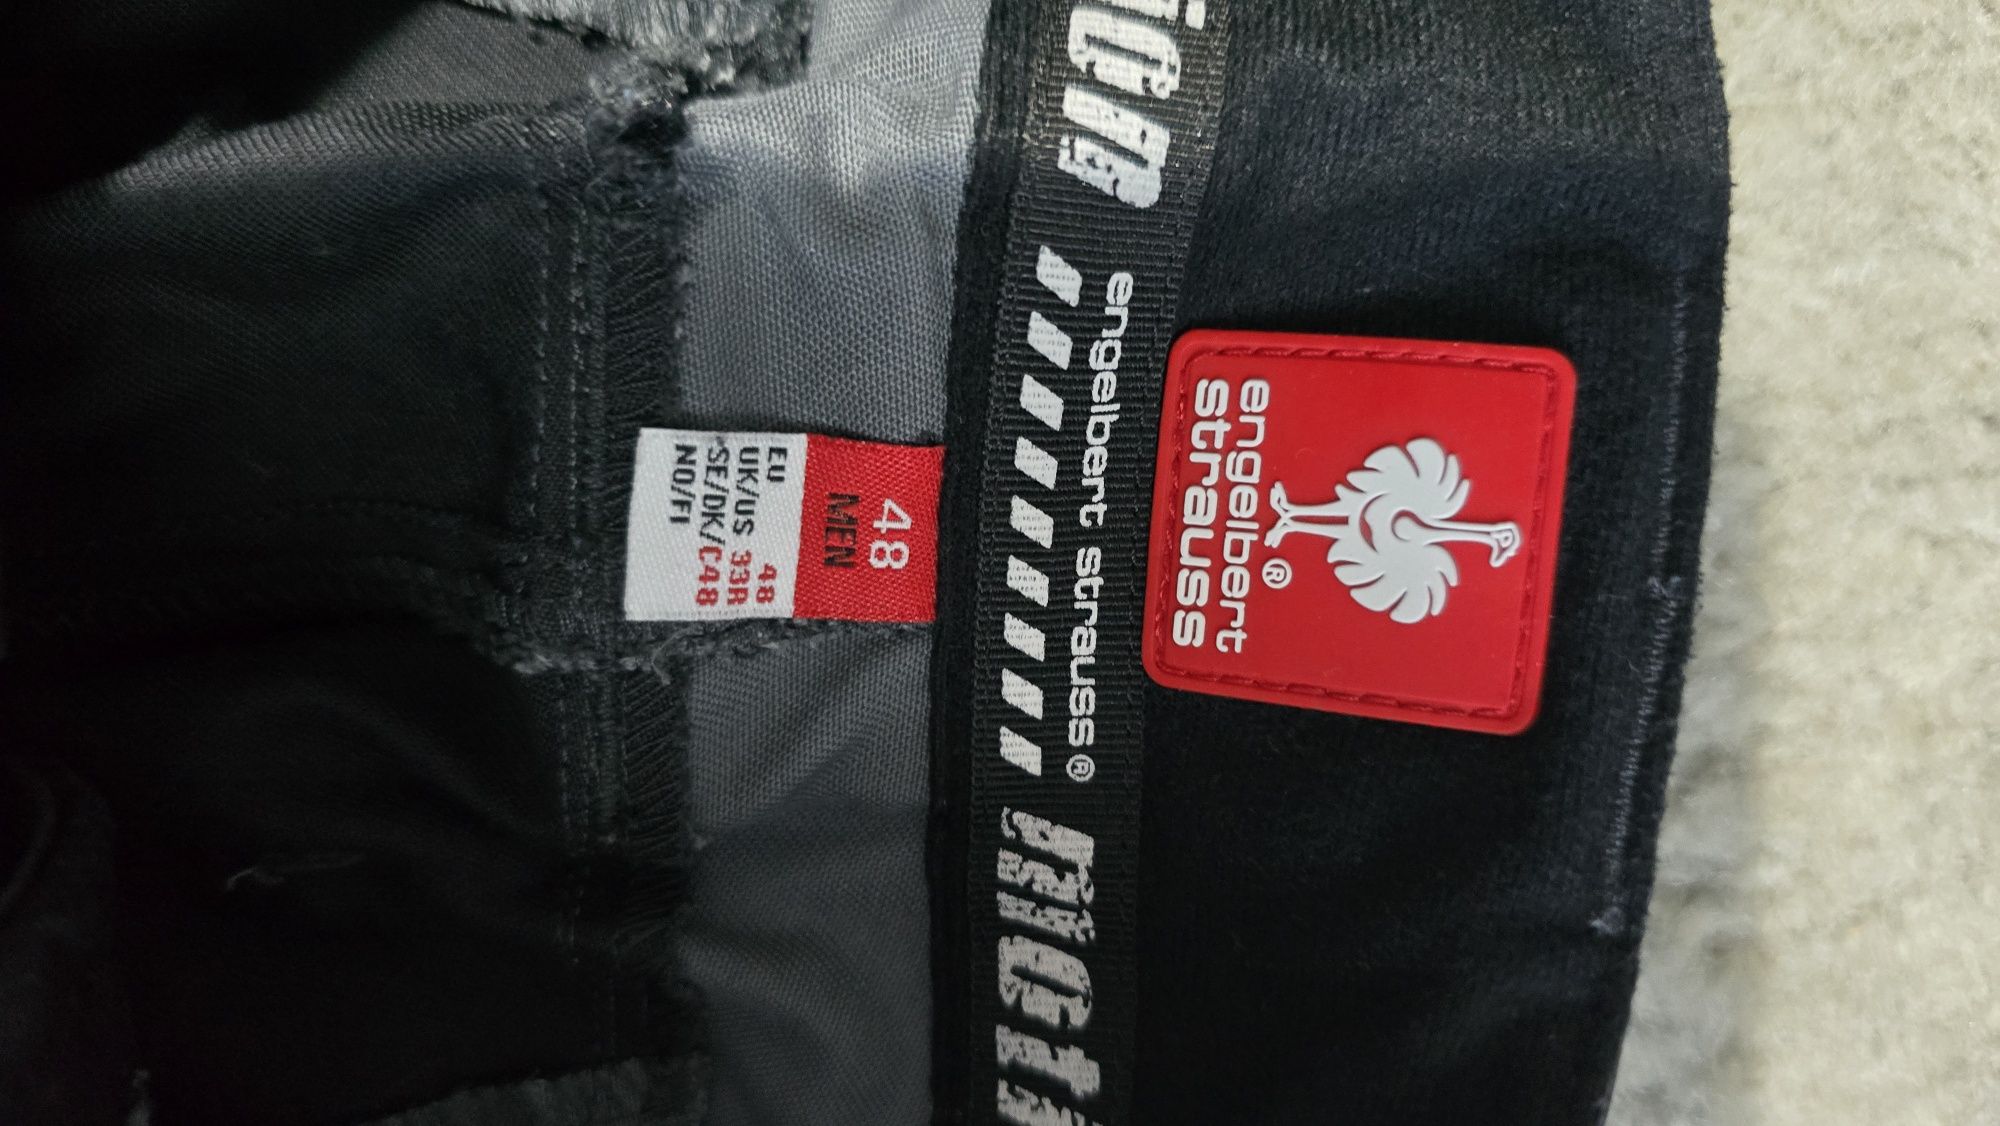 engelbert strauss®
engelbert
strauss
®
48
MEN
EU 48
UK/US 33R
SE/DK/C48
NO/FI